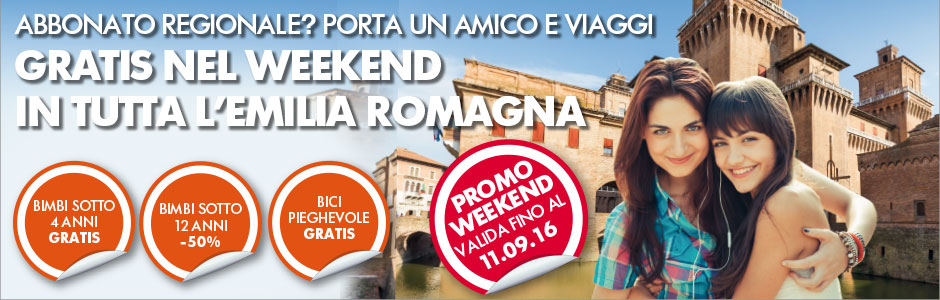 ABBONATO REGIONALE? PORTA UN AMICO E VIAGGI
GRATIS NEL WEEKEND
IN TUTTA L'EMILIA ROMAGNA
BIMBI SOTTO
4 ANNI
GRATIS
BIMBI SOTTO
12 ANNI
-50%
BICI
PIEGHEVOLE
GRATIS
PROMO
WEEKEND
VALIDA FINO AL
11.09.16